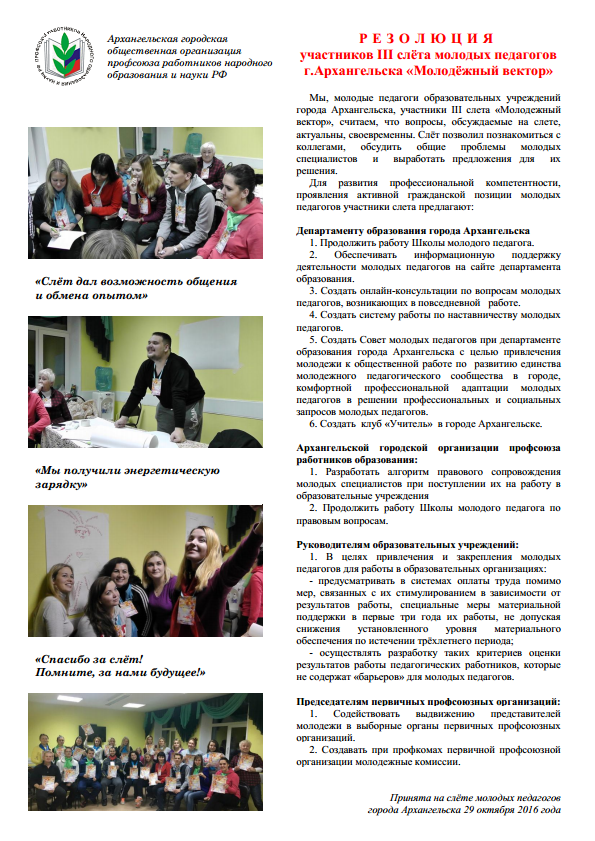 ПРОФСОЮЗ РАБОТНИКОВ НАРОДНОГО ОБРАЗОВАНИЯ И НАУКИ РФ
Архангельская городская
общественная организация
профсоюза работников народного
образования и науки РФ
«Слёт дал возможность общения
и обмена опытом»
«Мы получили энергетическую
зарядку»
«Спасибо за слёт!
Помните, за нами будущее!»
Р Е З О Л Ю Ц И Я
участников III слёта молодых педагогов
г.Архангельска «Молодёжный вектор»
Мы, молодые педагоги образовательных учреждений
города Архангельска, участники III слета «Молодежный
вектор», считаем, что вопросы, обсуждаемые на слете,
актуальны, своевременны. Слёт позволил познакомиться с
коллегами, обсудить общие проблемы молодых
специалистов и выработать предложения для их
решения.
Для развития профессиональной компетентности,
проявления активной гражданской позиции молодых
педагогов участники слета предлагают:
Департаменту образования города Архангельска
1. Продолжить работу Школы молодого педагога.
2. Обеспечивать информационную поддержку
деятельности молодых педагогов на сайте департамента
образования.
3. Создать онлайн-консультации по вопросам молодых
педагогов, возникающих в повседневной работе.
4. Создать систему работы по наставничеству молодых
педагогов.
5. Создать Совет молодых педагогов при департаменте
образования города Архангельска с целью привлечения
молодежи к общественной работе по развитию единства
молодежного педагогического сообщества в городе,
комфортной профессиональной адаптации молодых
педагогов в решении профессиональных и социальных
запросов молодых педагогов.
6. Создать клуб «Учитель» в городе Архангельске.
Архангельской городской организации профсоюза
работников образования:
1. Разработать алгоритм правового сопровождения
молодых специалистов при поступлении их на работу в
образовательные учреждения
2. Продолжить работу Школы молодого педагога по
правовым вопросам.
Руководителям образовательных учреждений:
1. В целях привлечения и закрепления молодых
педагогов для работы в образовательных организациях:
- предусматривать в системах оплаты труда помимо
мер, связанных с их стимулированием в зависимости от
результатов работы, специальные меры материальной
поддержки в первые три года их работы, не допуская
снижения установленного уровня материального
обеспечения по истечении трёхлетнего периода;
- осуществлять разработку таких критериев оценки
результатов работы педагогических работников, которые
не содержат «барьеров» для молодых педагогов.
Председателям первичных профсоюзных организаций:
1. Содействовать выдвижению представителей
молодежи в выборные органы первичных профсоюзных
организаций.
2. Создавать при профкомах первичной профсоюзной
организации молодежные комиссии.
Принята на слёте молодых педагогов
города Архангельска 29 октября 2016 года